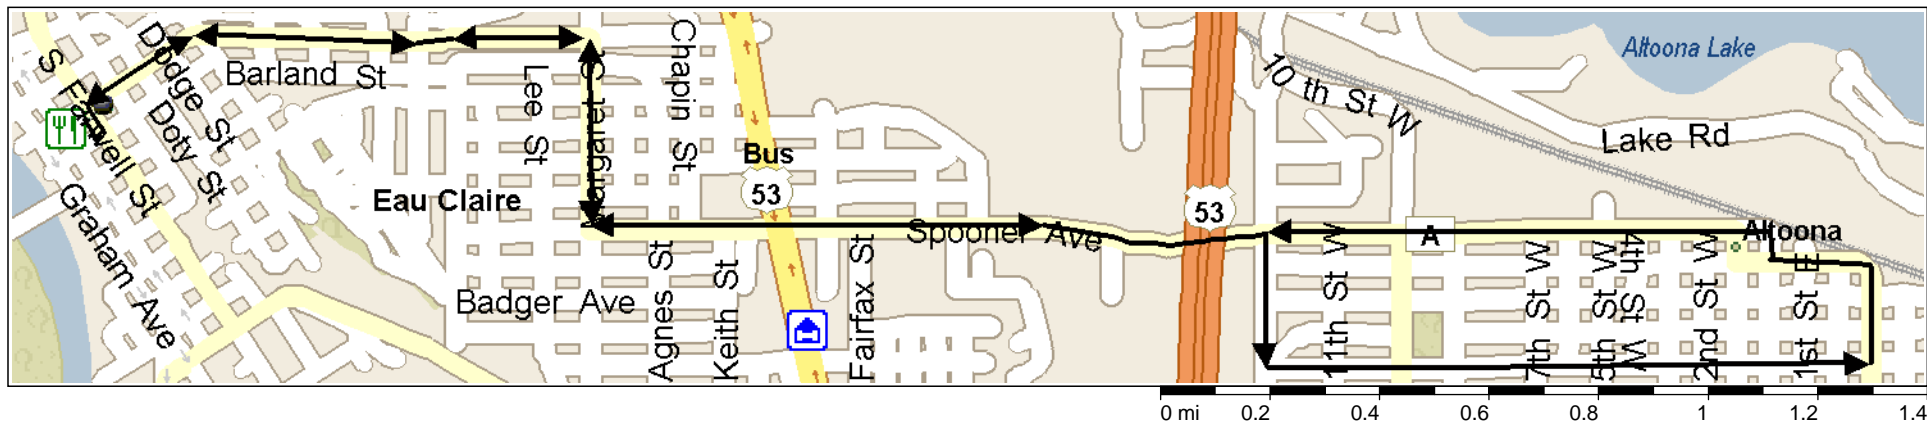 S Farwell St
Dodge St
Doty St
Graham Ave
Barland St
Eau Claire
Lee St
Margaret St
Chapin St
Bus
53
Badger Ave
Agnes St
Keith St
Fairfax St
Spooner Ave
53
10 th St W
Altoona Lake
Lake Rd
A
Altoona
11th St W
7th St W
5th St W
4th St W
2nd St W
1st St E
0 mi 0.2 0.4 0.6 0.8 1 1.2 1.4